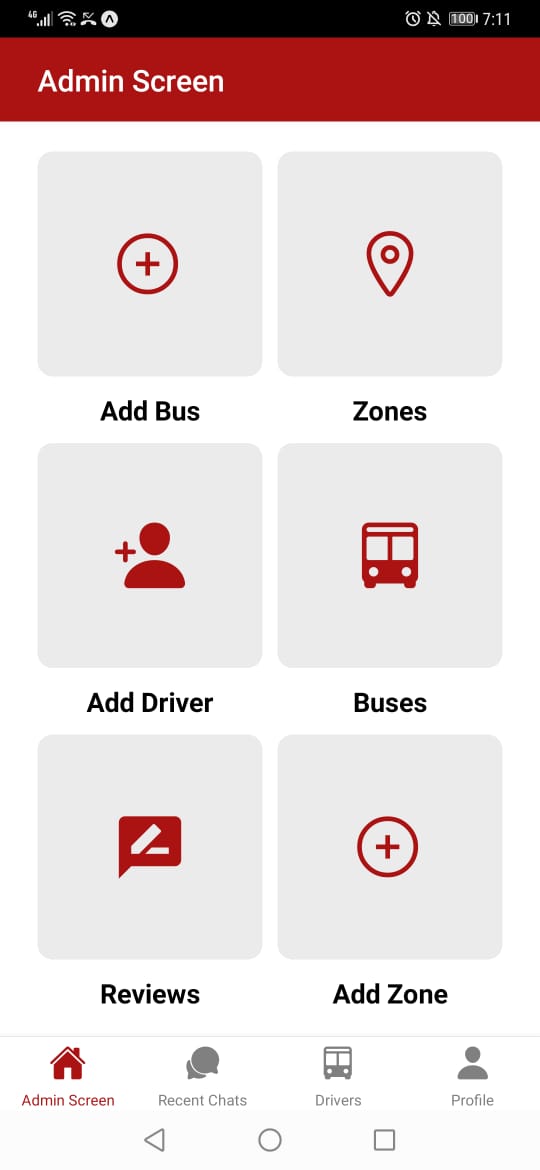 4G 100 7:11
Admin Screen
Add Bus Zones
Add Driver Buses
Reviews Add Zone
Admin Screen Recent Chats Drivers Profile